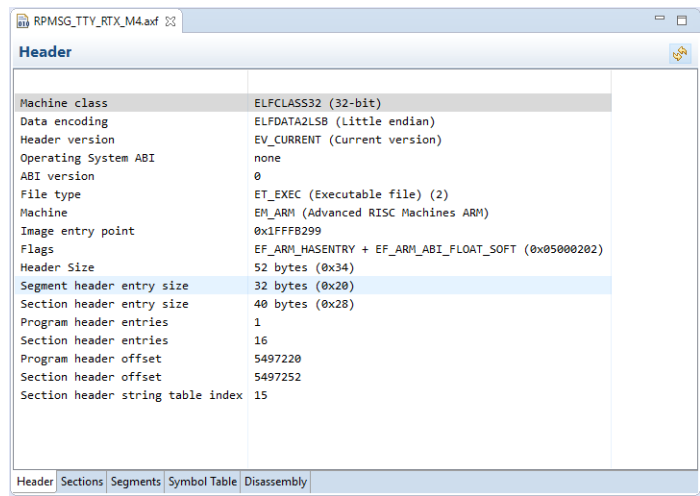 RPMSG_TTY_RTX_M4.axf
Header
Machine class ELFCLASS32 (32-bit)
Data encoding ELFDATA2LSB (Little endian)
Header version EV_CURRENT (Current version)
Operating System ABI none
ABI version 0
File type ET_EXEC (Executable file) (2)
Machine EM_ARM (Advanced RISC Machines ARM)
Image entry point 0x1FFFB299
Flags EF_ARM_HASENTRY + EF_ARM_ABI_FLOAT_SOFT (0x05000202)
Header Size 52 bytes (0x34)
Segment header entry size 32 bytes (0x20)
Section header entry size 40 bytes (0x28)
Program header entries 1
Section header entries 16
Program header offset 5497220
Section header offset 5497252
Section header string table index 15
Header Sections Segments Symbol Table Disassembly